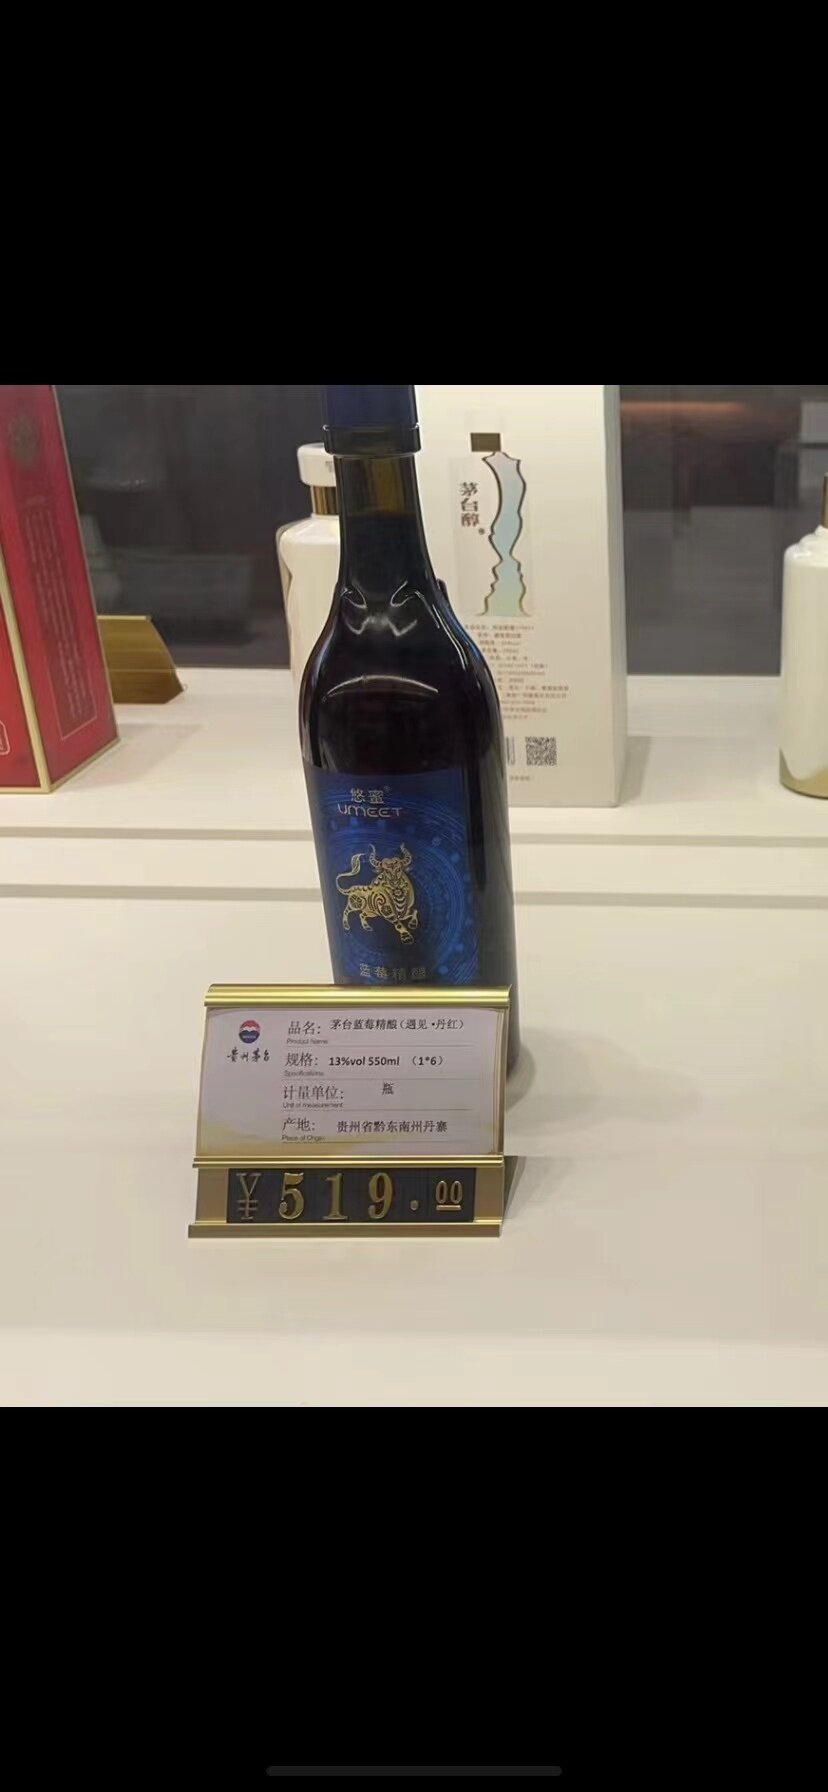 茅台醇®
悠蜜®
UMEET
蓝莓精酿
贵州茅台
品名：茅台蓝莓精酿（遇见·丹红）
Product Name
规格：13%vol 550ml （1*6）
Specifications
计量单位：瓶
Unit of measurement
产地：贵州省黔东南州丹寨
Place of Origin
¥519.00